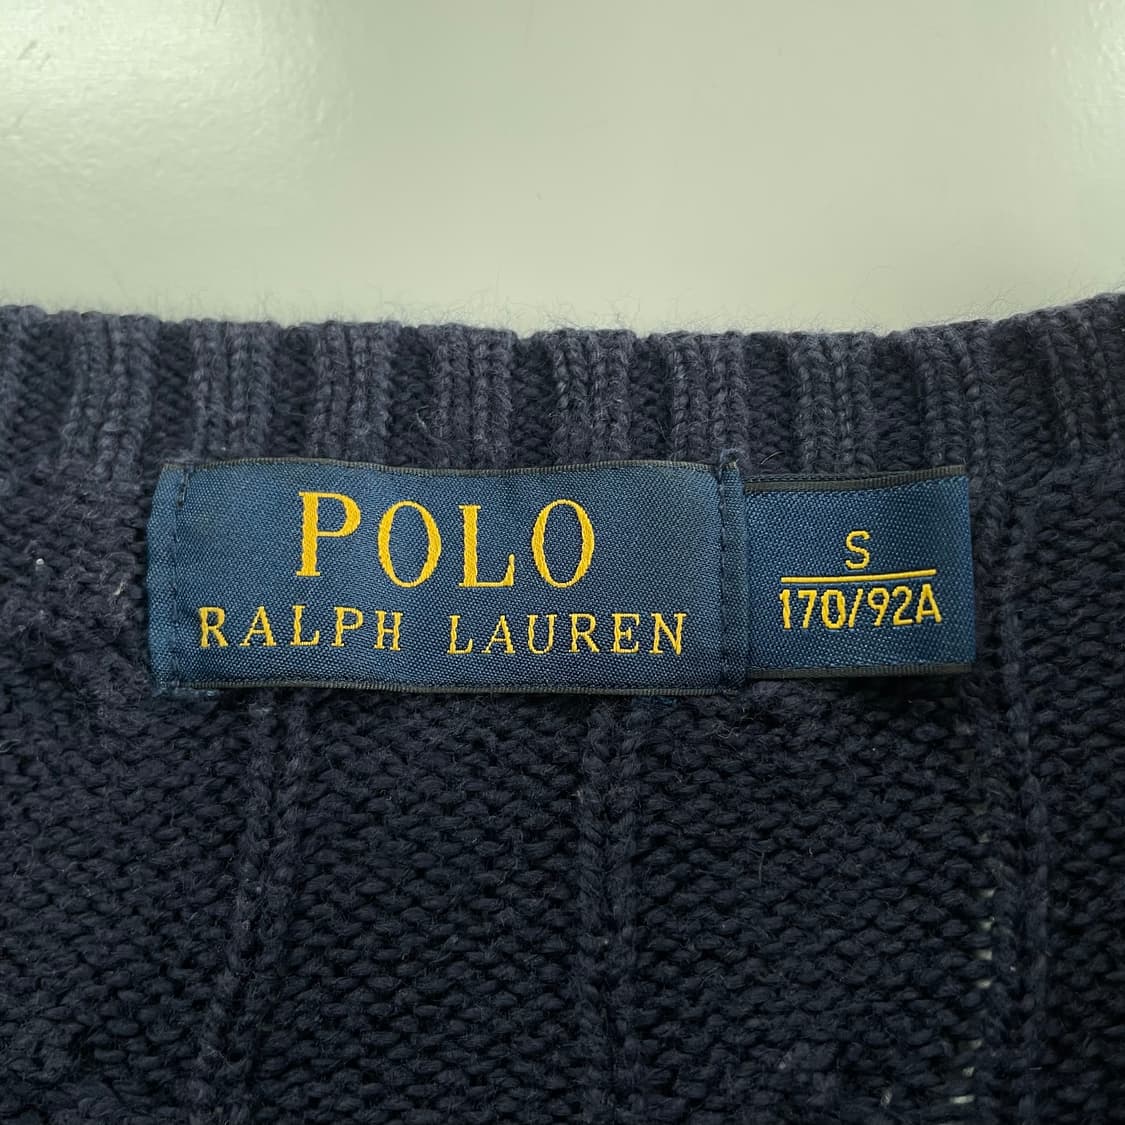 POLO
RALPH LAUREN
S
170/92A